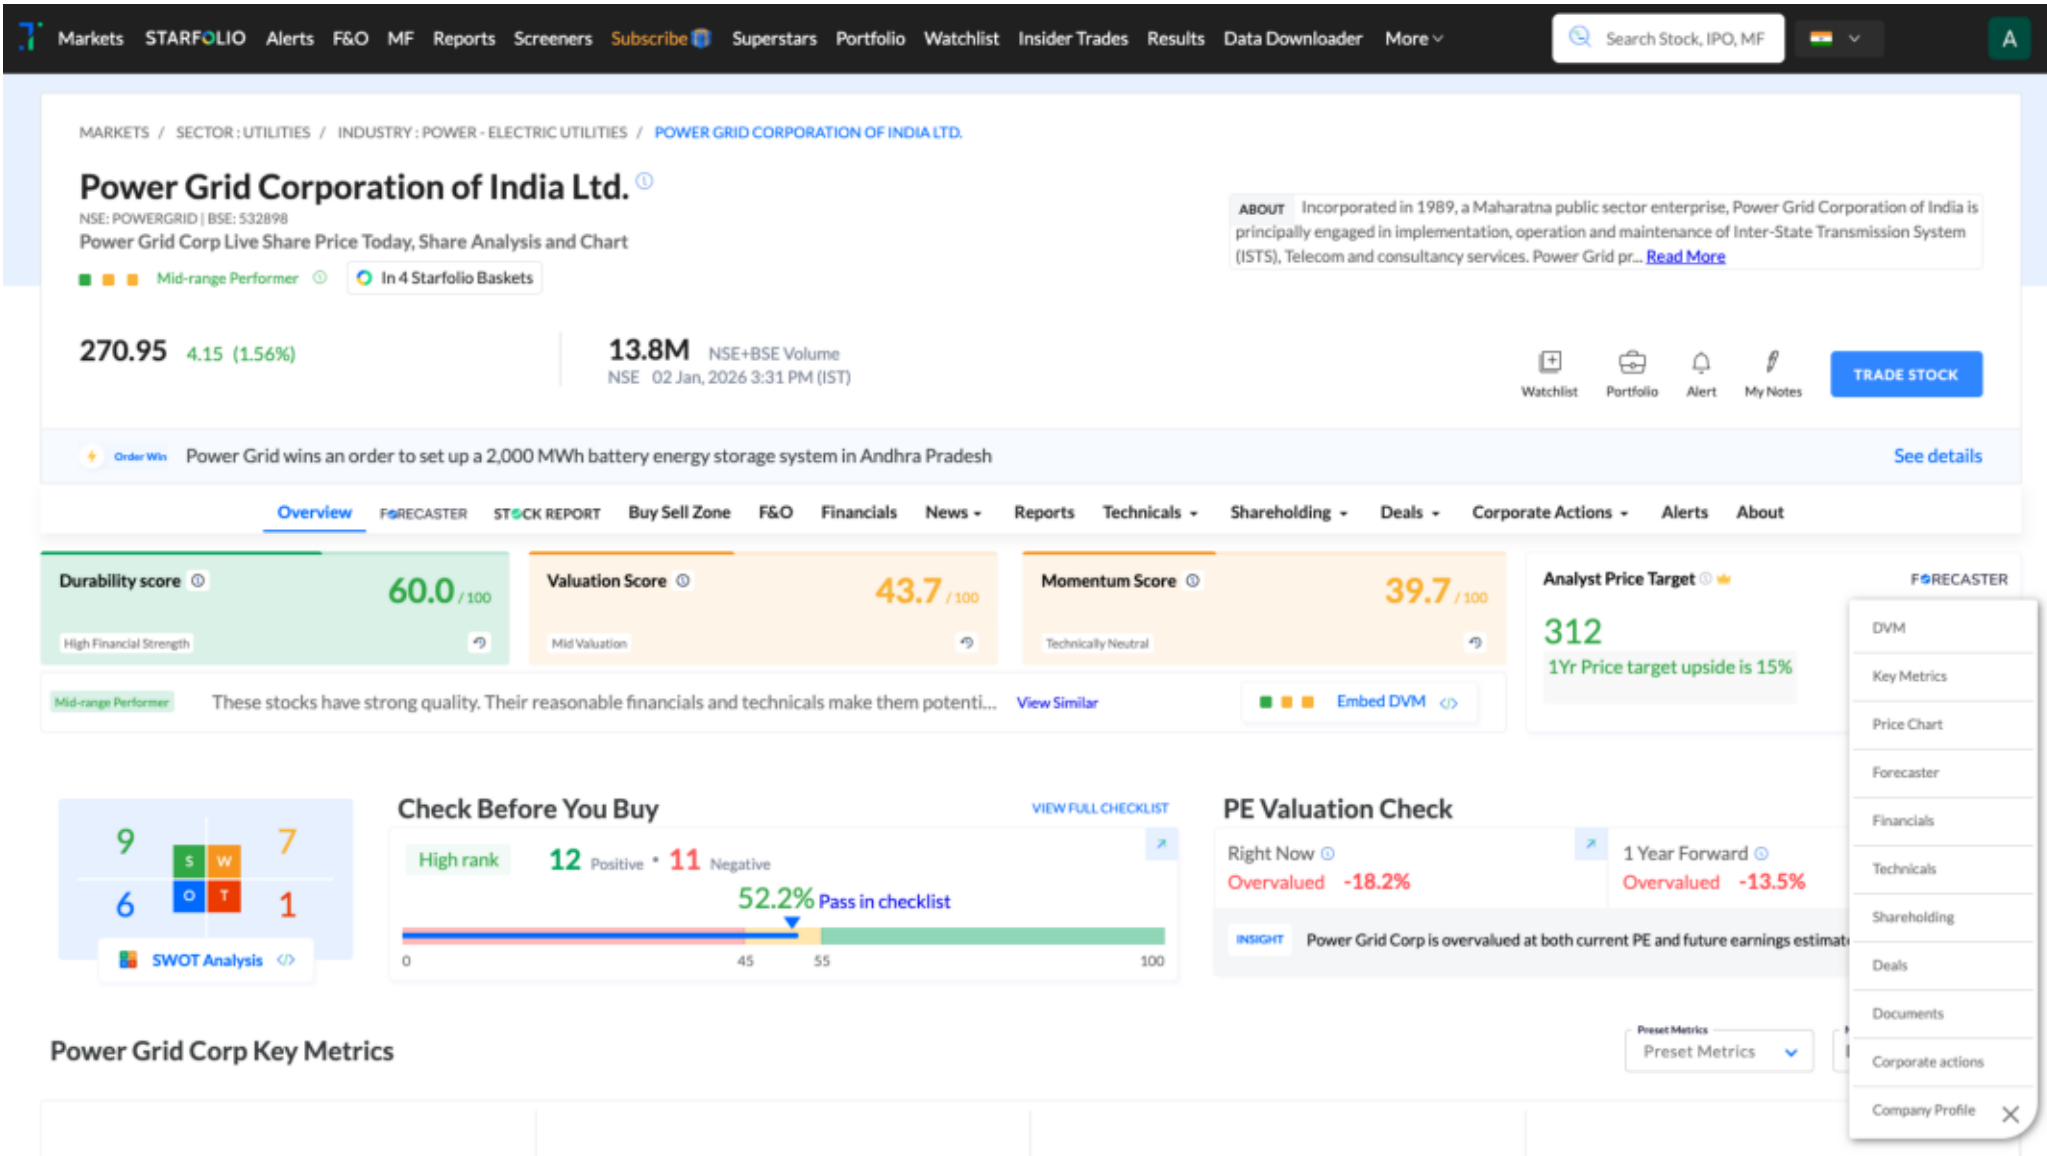 Markets STARFOLIO Alerts F&O MF Reports Screeners Subscribe Superstars Portfolio Watchlist Insider Trades Results Data Downloader More Search Stock, IPO, MF A
MARKETS / SECTOR : UTILITIES / INDUSTRY : POWER - ELECTRIC UTILITIES / POWER GRID CORPORATION OF INDIA LTD.
Power Grid Corporation of India Ltd.
NSE: POWERGRID | BSE: 532898
Power Grid Corp Live Share Price Today, Share Analysis and Chart
Mid-range Performer In 4 Starfolio Baskets
ABOUT Incorporated in 1989, a Maharatna public sector enterprise, Power Grid Corporation of India is
principally engaged in implementation, operation and maintenance of Inter-State Transmission System
(ISTS), Telecom and consultancy services. Power Grid pr... Read More
270.95 4.15 (1.56%)
13.8M NSE+BSE Volume
NSE 02 Jan, 2026 3:31 PM (IST)
Watchlist Portfolio Alert My Notes TRADE STOCK
Order Win Power Grid wins an order to set up a 2,000 MWh battery energy storage system in Andhra Pradesh See details
Overview FORECASTER STOCK REPORT Buy Sell Zone F&O Financials News Reports Technicals Shareholding Deals Corporate Actions Alerts About
Durability score 60.0 / 100
High Financial Strength
Valuation Score 43.7 / 100
Mid Valuation
Momentum Score 39.7 / 100
Technically Neutral
Analyst Price Target FORECASTER
312
1Yr Price target upside is 15%
Mid-range Performer These stocks have strong quality. Their reasonable financials and technicals make them potenti... View Similar Embed DVM </>
9 7
S W
O T
6 1
SWOT Analysis </>
Check Before You Buy VIEW FULL CHECKLIST
High rank 12 Positive • 11 Negative
52.2% Pass in checklist
0 45 55 100
PE Valuation Check
Right Now
Overvalued -18.2%
1 Year Forward
Overvalued -13.5%
INSIGHT Power Grid Corp is overvalued at both current PE and future earnings estimat
Power Grid Corp Key Metrics
Preset Metrics
Preset Metrics
DVM
Key Metrics
Price Chart
Forecaster
Financials
Technicals
Shareholding
Deals
Documents
Corporate actions
Company Profile